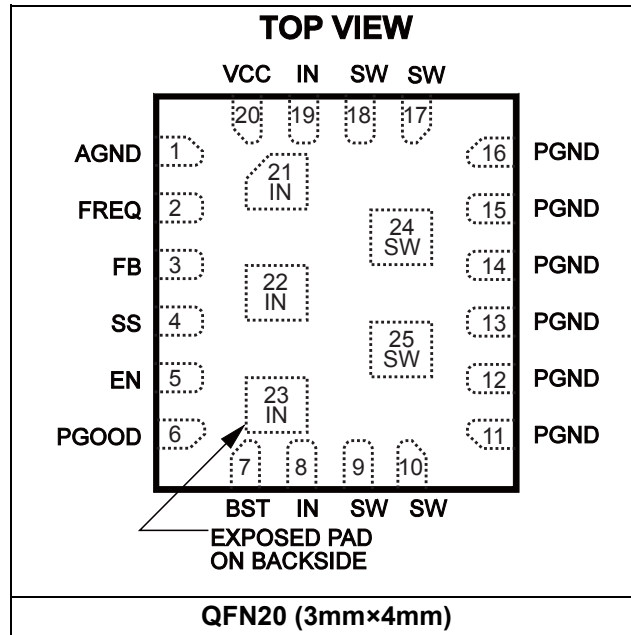 TOP VIEW
VCC IN SW SW
20 19 18 17
AGND 1
FREQ 2
FB 3
SS 4
EN 5
PGOOD 6
21
IN
22
IN
23
IN
24
SW
25
SW
16 PGND
15 PGND
14 PGND
13 PGND
12 PGND
11 PGND
7 8 9 10
BST IN SW SW
EXPOSED PAD
ON BACKSIDE
QFN20 (3mm×4mm)